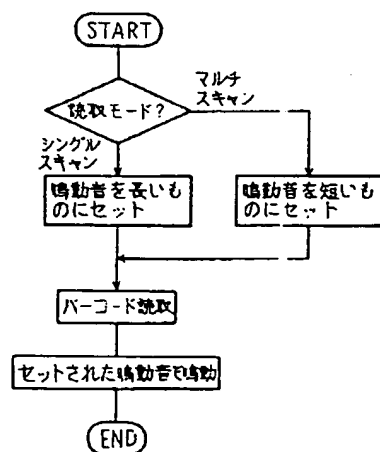 START
読取モード?
マルチ
スキャン
シングル
スキャン
鳴動音を長いも
のにセット
鳴動音を短いも
のにセット
バーコード読取
セットされた鳴動音を鳴動
END